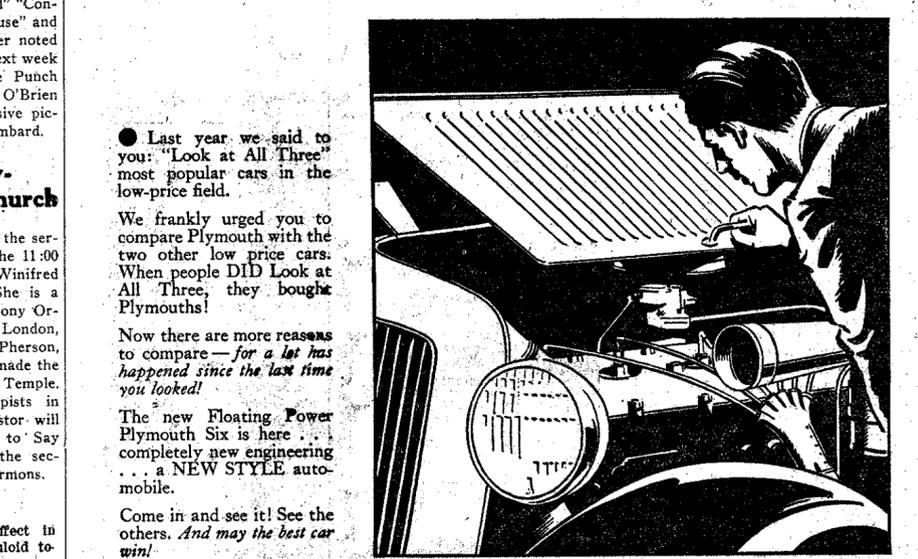 " "Con-
use" and
er noted
ext week
Punch
O'Brien
sive pic-
mbard.
hurch
the ser-
he 11:00
Winifred
She is a
ony Or-
London,
Pherson,
made the
Temple.
pists in
stor will
to Say
the sec-
rmons.
ffect in
uloid to-
● Last year we said to
you: "Look at All Three"
most popular cars in the
low-price field.
We frankly urged you to
compare Plymouth with the
two other low price cars.
When people DID Look at
All Three, they bought
Plymouths!
Now there are more reasons
to compare—for a lot has
happened since the last time
you looked!
The new Floating Power
Plymouth Six is here . . .
completely new engineering
. . . a NEW STYLE auto-
mobile.
Come in and see it! See the
others. And may the best car
win!